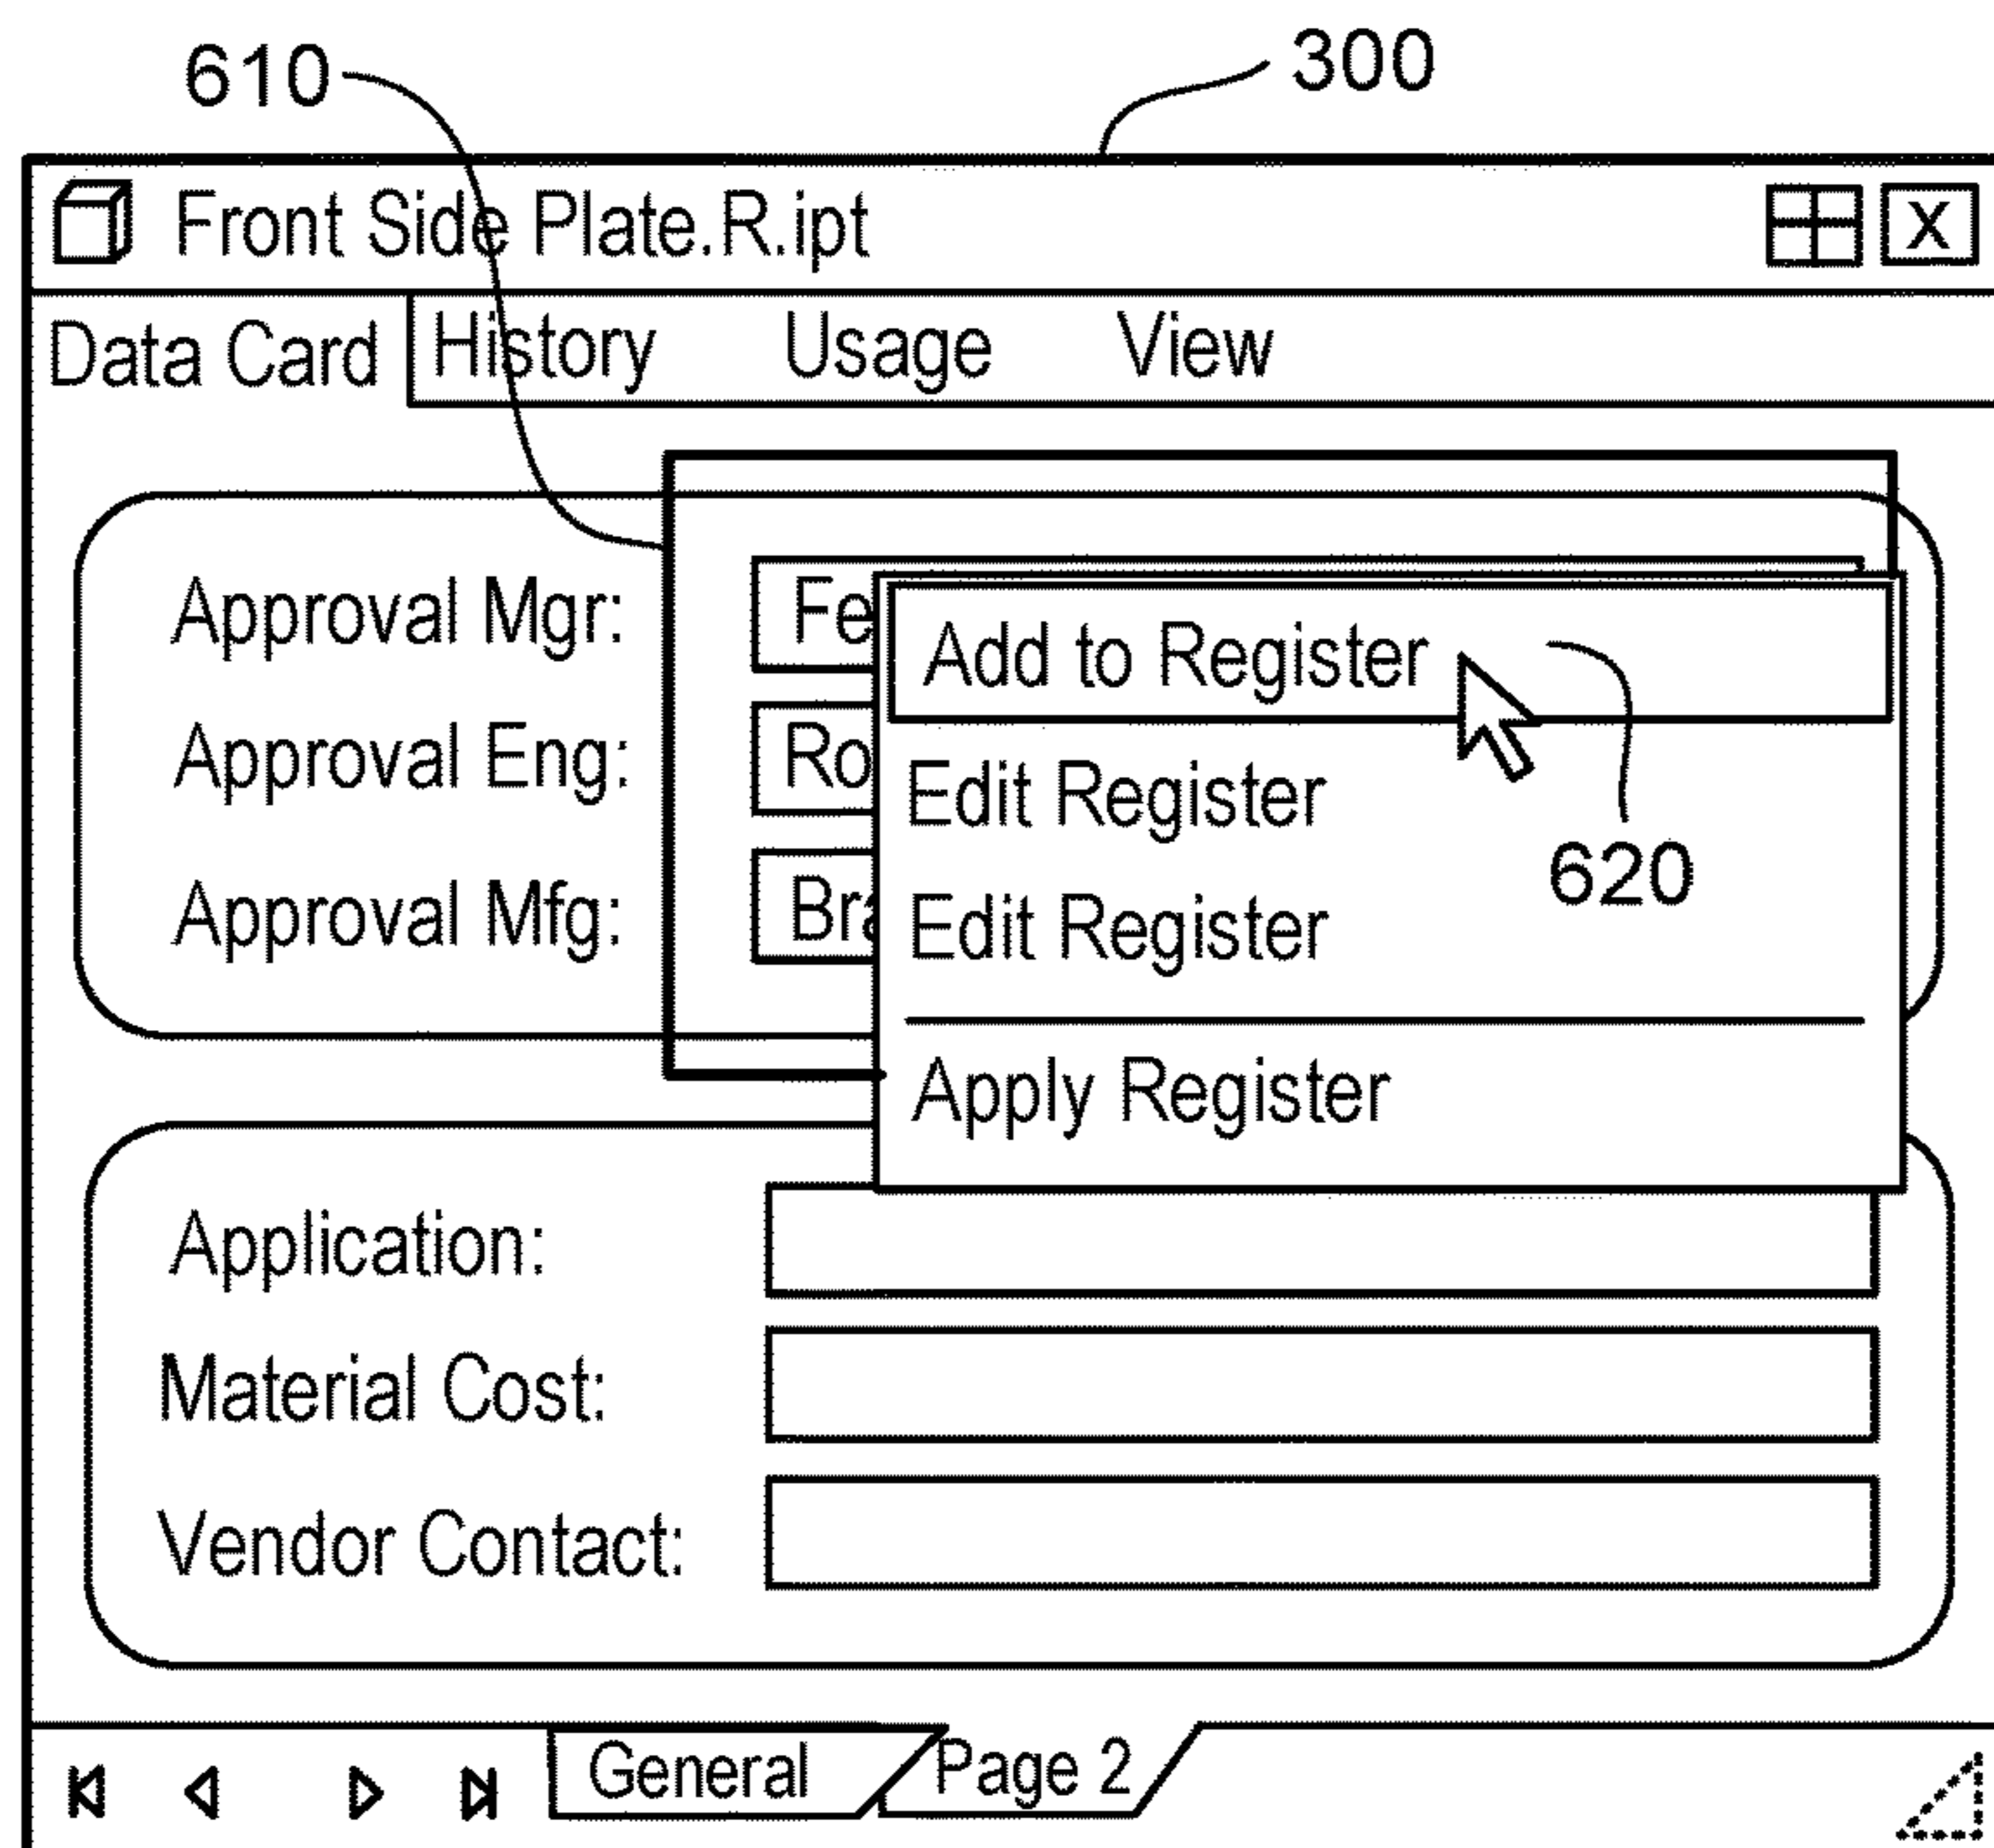 610
300
Front Side Plate.R.ipt
X
Data Card History Usage View
Approval Mgr: Fe
Add to Register
Approval Eng: Ro
Edit Register
620
Approval Mfg: Bra
Edit Register
Apply Register
Application:
Material Cost:
Vendor Contact:
General Page 2